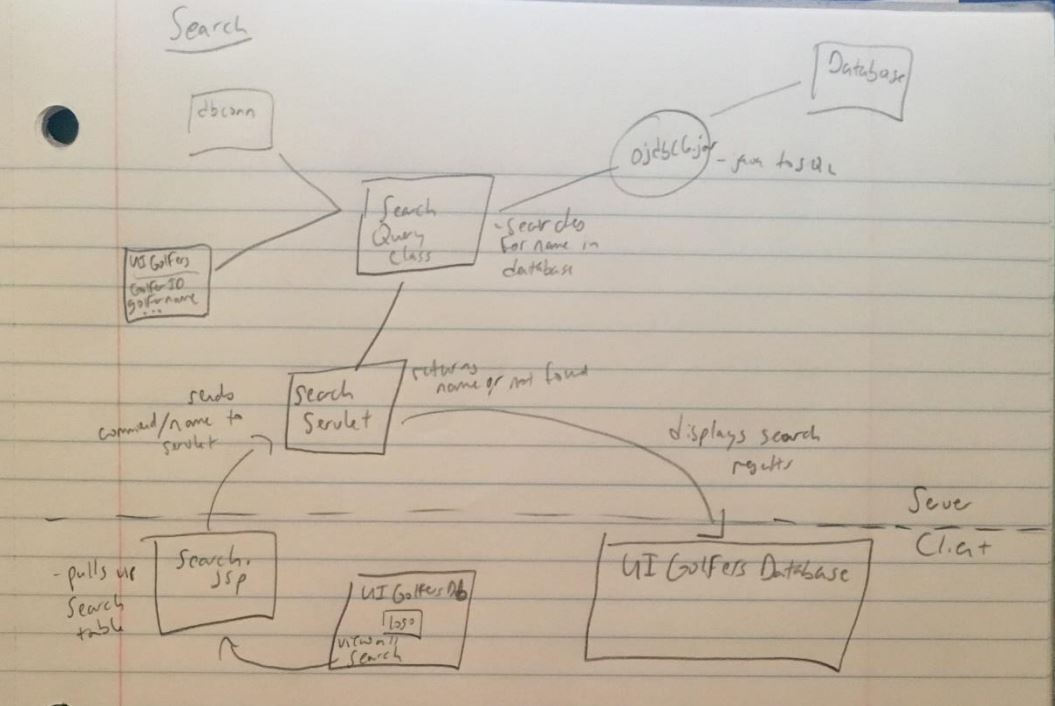 Search
Database
dbconn
ojdbc6.jar
- java to SQL
Search
Query
Class
- searches
for name in
database
UI Golfers
GolferID
golfername
...
Search
Servlet
returns
name or not found
sends
command/name to
servlet
displays search
results
Sever
Client
Search.
jsp
- pulls up
Search
table
UI Golfers Db
logo
view all
search
UI Golfers Database